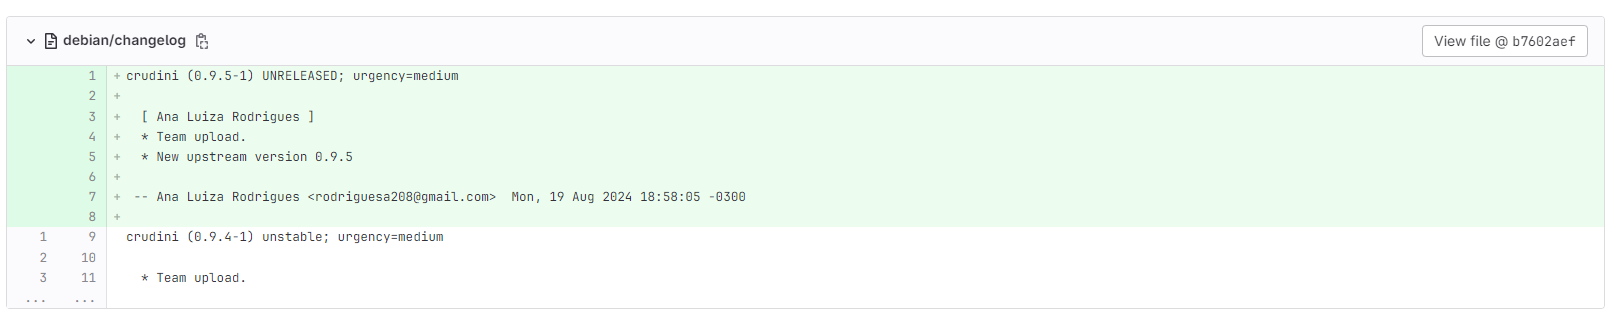 debian/changelog
View file @ b7602aef
1 + crudini (0.9.5-1) UNRELEASED; urgency=medium
2 +
3 + [ Ana Luiza Rodrigues ]
4 + * Team upload.
5 + * New upstream version 0.9.5
6 +
7 + -- Ana Luiza Rodrigues <rodriguesa208@gmail.com>  Mon, 19 Aug 2024 18:58:05 -0300
8 +
1 9 crudini (0.9.4-1) unstable; urgency=medium
2 10
3 11 * Team upload.
... ...